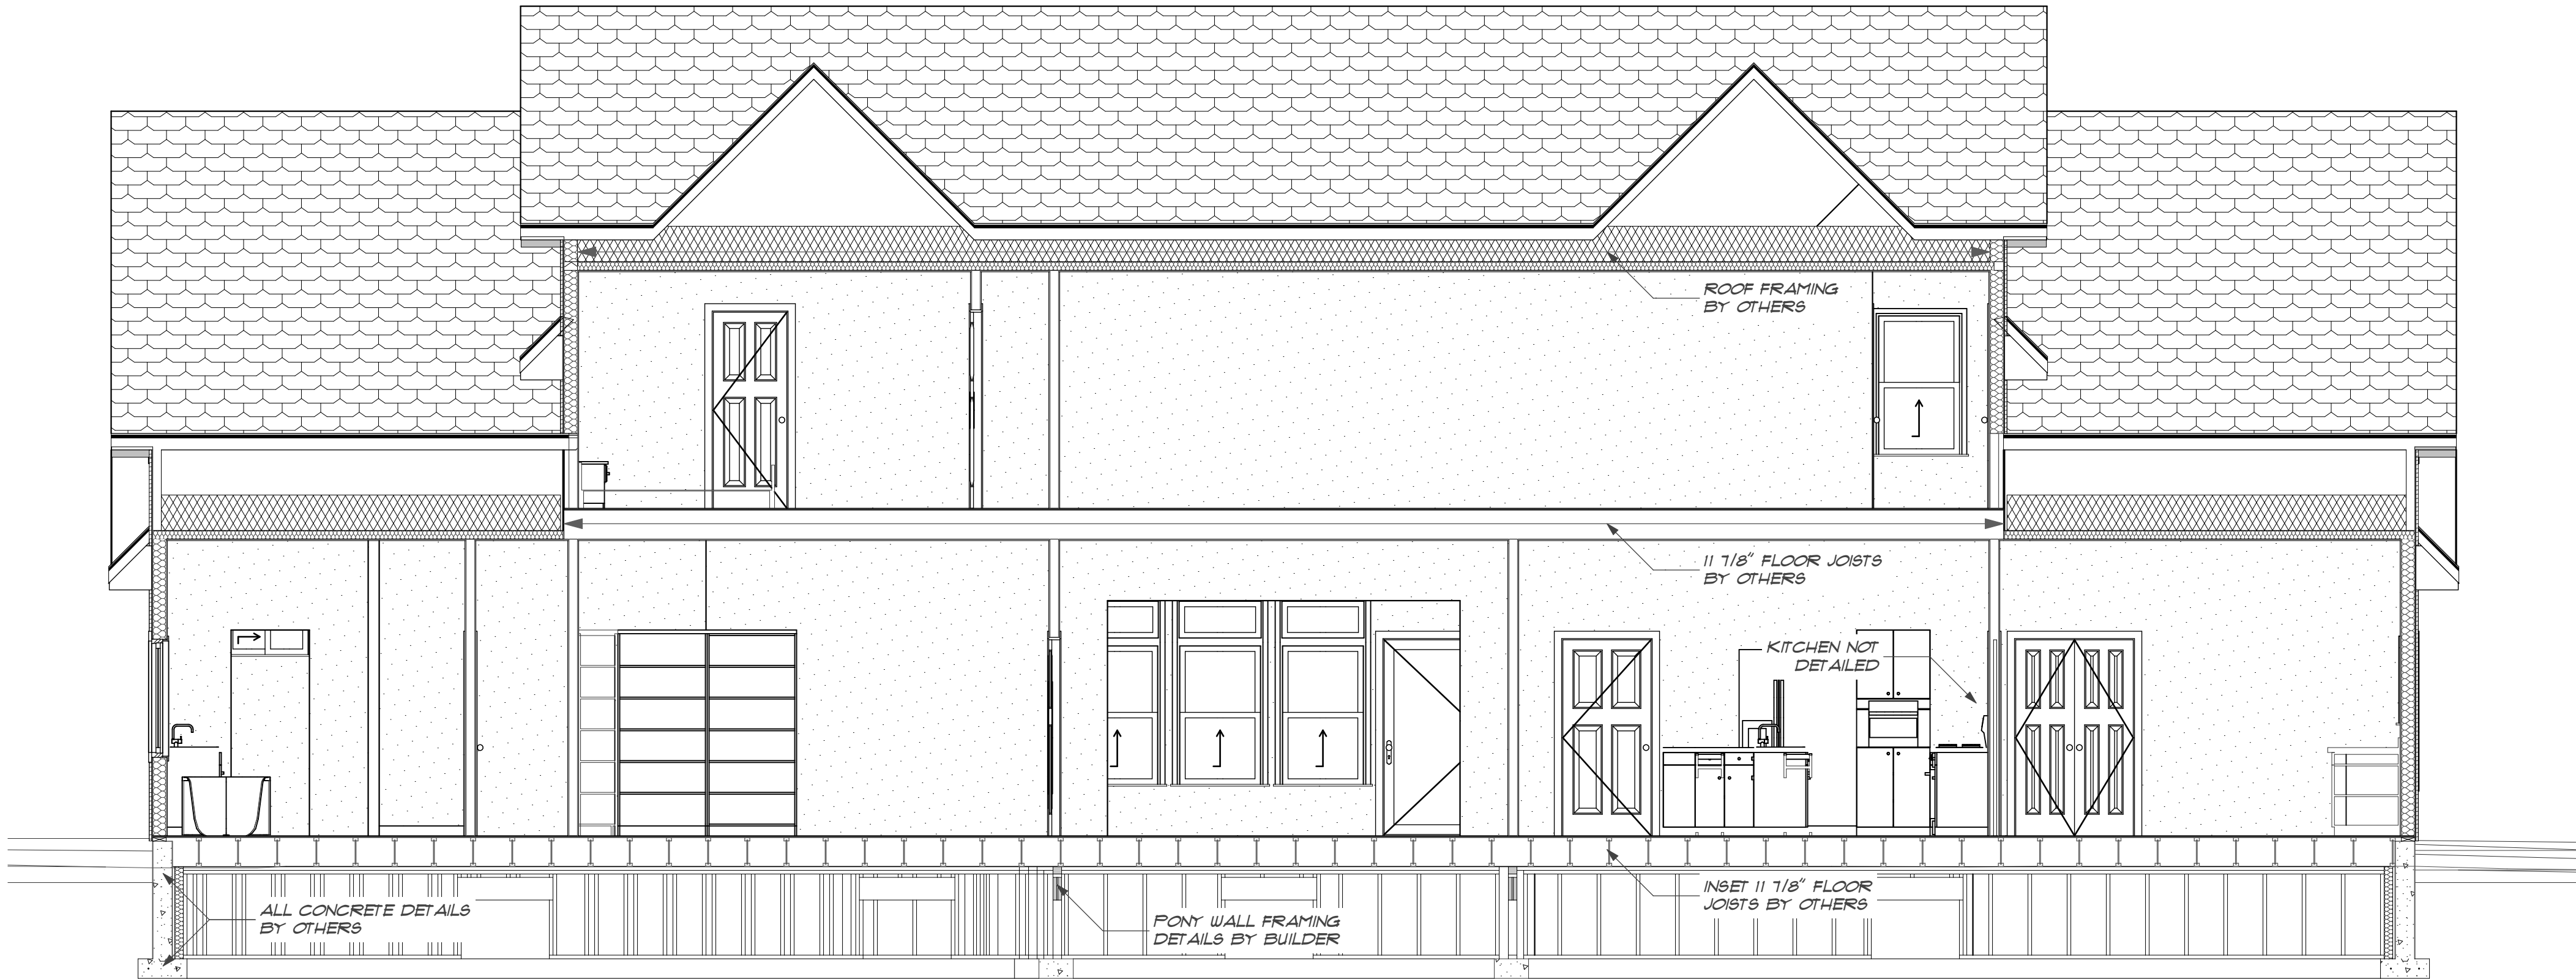 ROOF FRAMING
BY OTHERS
11 7/8" FLOOR JOISTS
BY OTHERS
KITCHEN NOT
DETAILED
INSET 11 7/8" FLOOR
JOISTS BY OTHERS
ALL CONCRETE DETAILS
BY OTHERS
PONY WALL FRAMING
DETAILS BY BUILDER